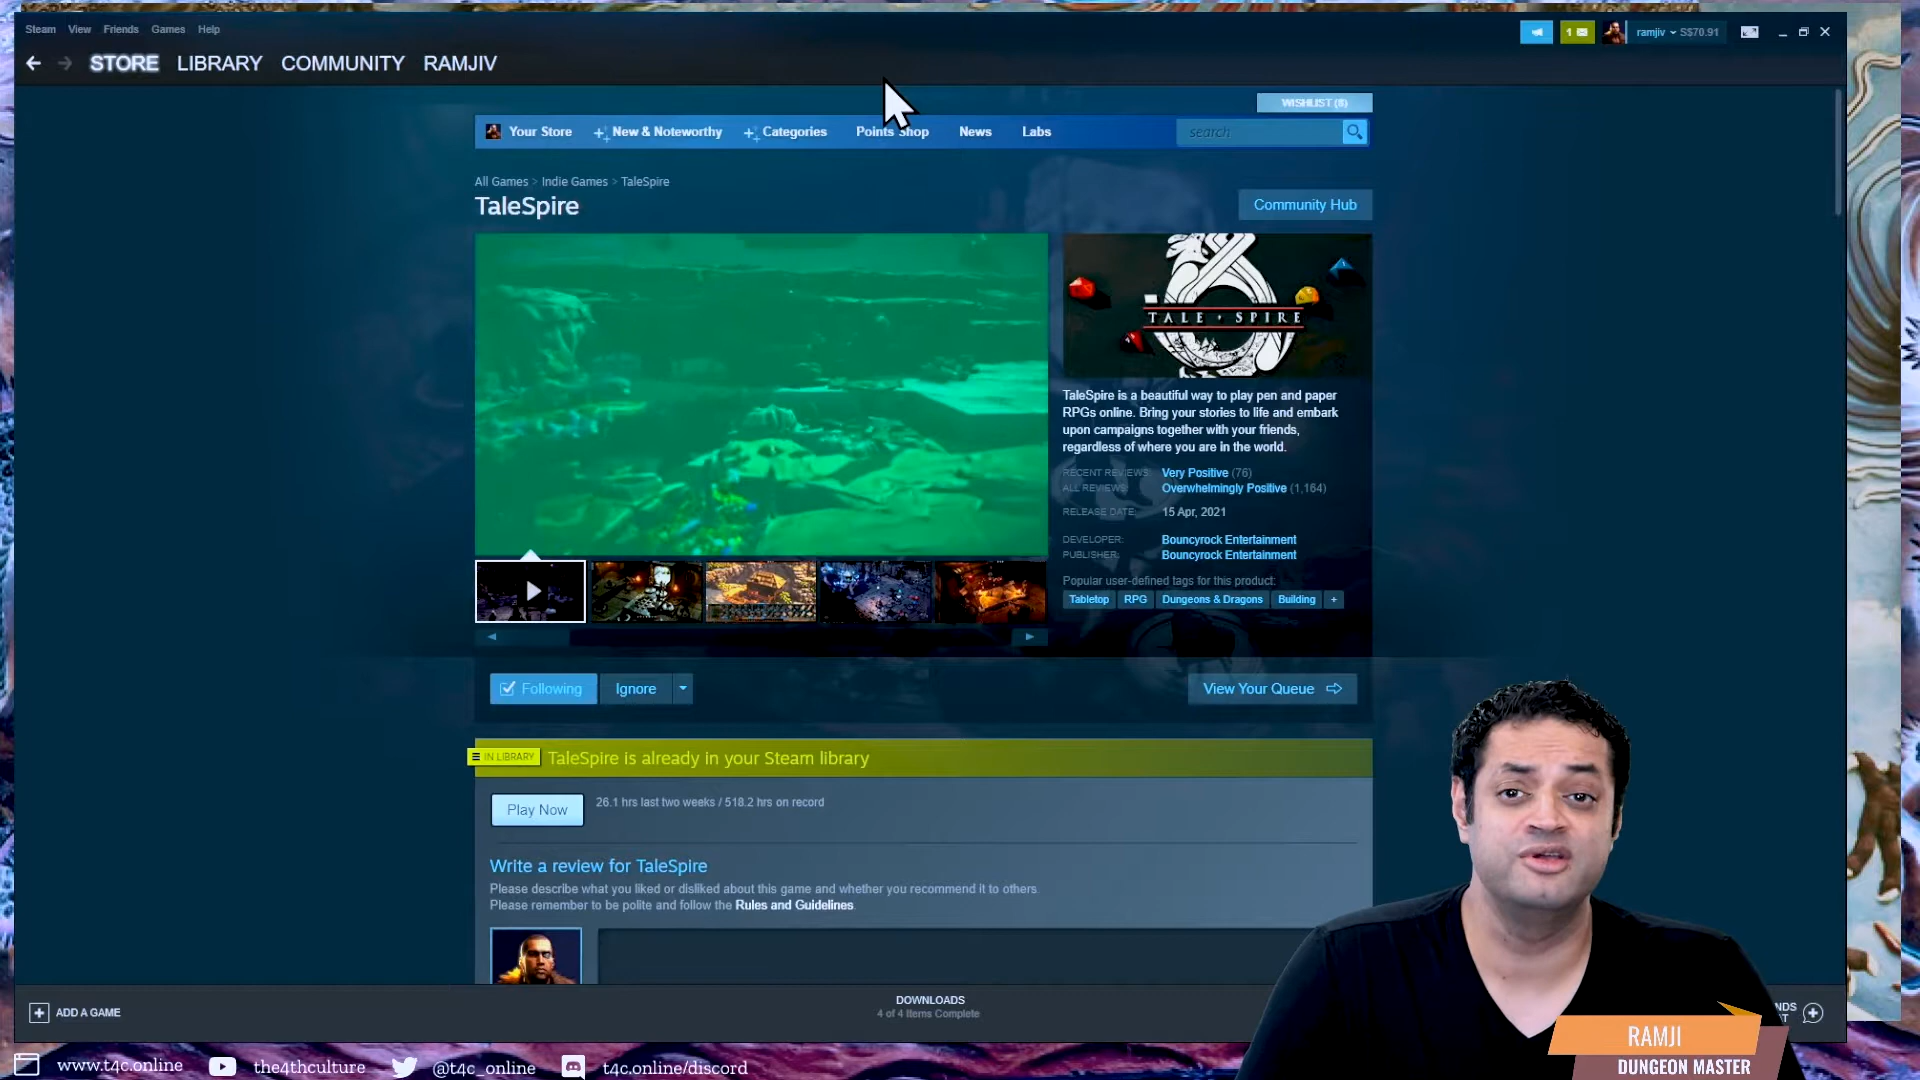 Steam View Friends Games Help
1
ramjiv S$70.91
STORE LIBRARY COMMUNITY RAMJIV
WISHLIST (8)
Your Store New & Noteworthy Categories Points Shop News Labs
search
All Games > Indie Games > TaleSpire
TaleSpire
Community Hub
TALE · SPIRE
TaleSpire is a beautiful way to play pen and paper
RPGs online. Bring your stories to life and embark
upon campaigns together with your friends,
regardless of where you are in the world.
RECENT REVIEWS: Very Positive (76)
ALL REVIEWS: Overwhelmingly Positive (1,164)
RELEASE DATE: 15 Apr, 2021
DEVELOPER: Bouncyrock Entertainment
PUBLISHER: Bouncyrock Entertainment
Popular user-defined tags for this product:
Tabletop RPG Dungeons & Dragons Building +
Following Ignore
View Your Queue
IN LIBRARY TaleSpire is already in your Steam library
Play Now 26.1 hrs last two weeks / 518.2 hrs on record
Write a review for TaleSpire
Please describe what you liked or disliked about this game and whether you recommend it to others.
Please remember to be polite and follow the Rules and Guidelines.
ADD A GAME
DOWNLOADS
4 of 4 Items Complete
RAMJI
DUNGEON MASTER
www.t4c.online the4thculture @t4c_online t4c.online/discord